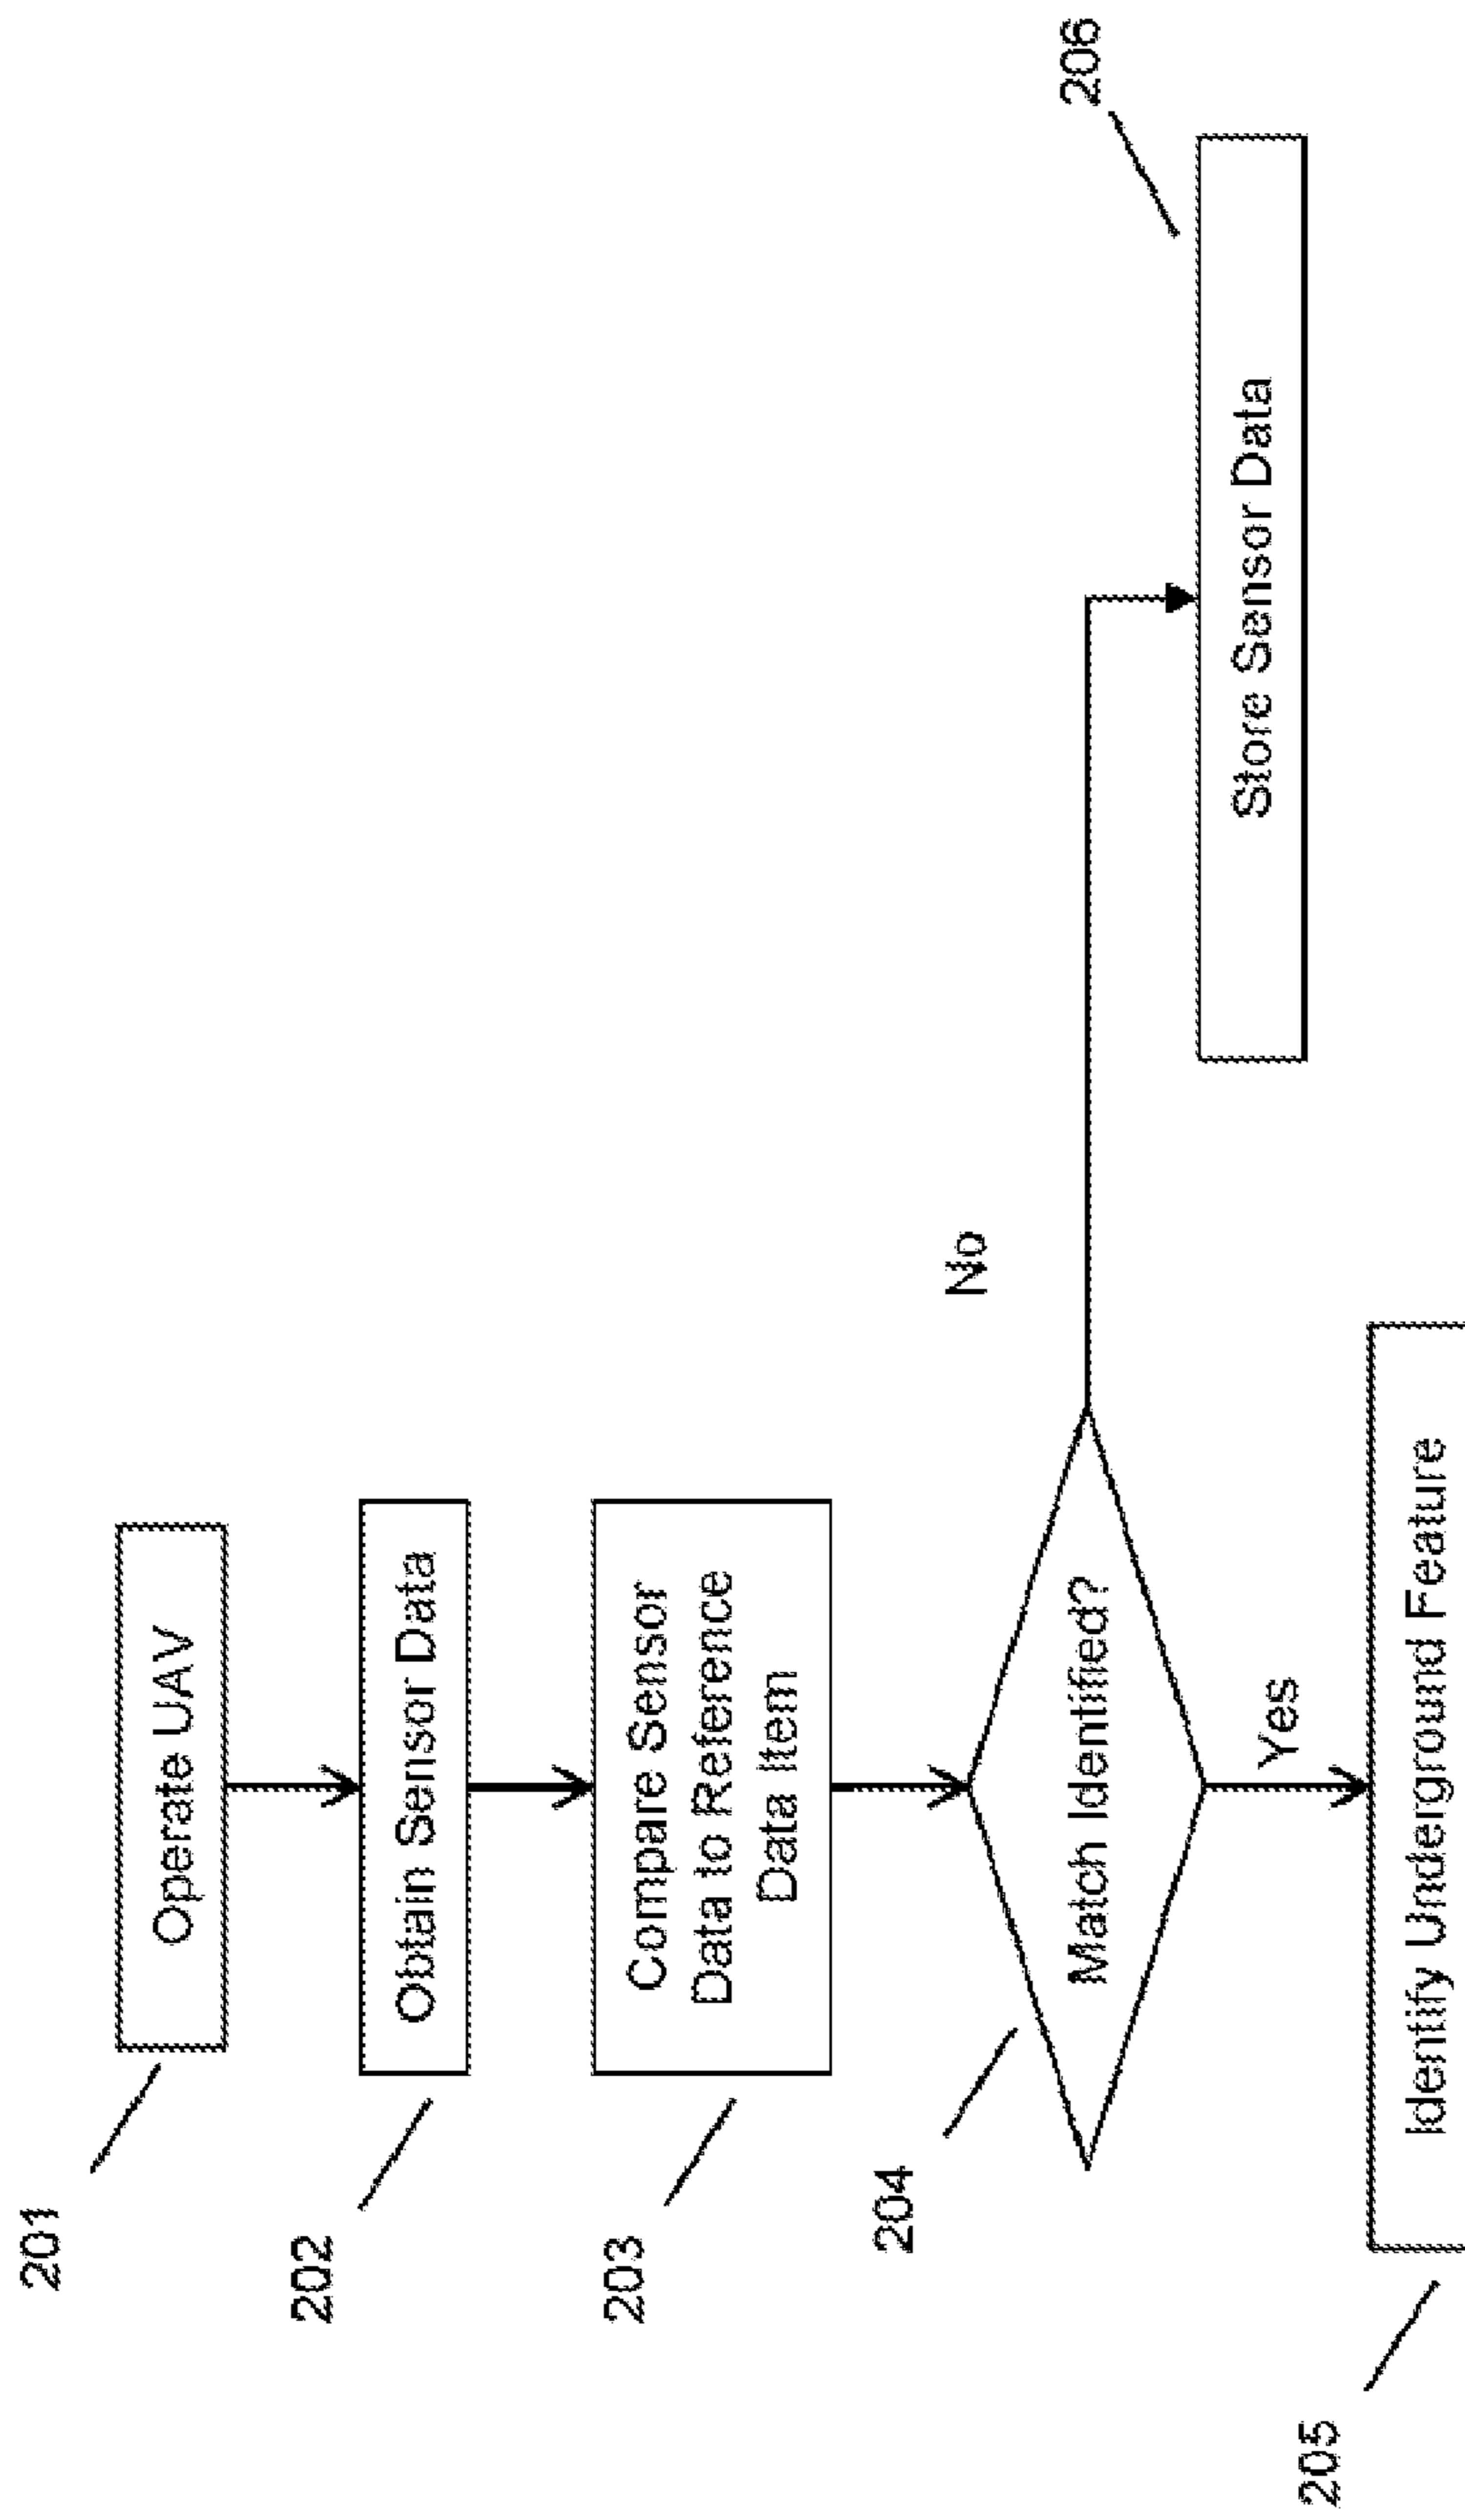 201
Operate UAV
202
Obtain Sensor Data
203
Compare Sensor
Data to Reference
Data Item
204
Match Identified?
No
206
Store Sensor Data
Yes
205
Identify Underground Feature